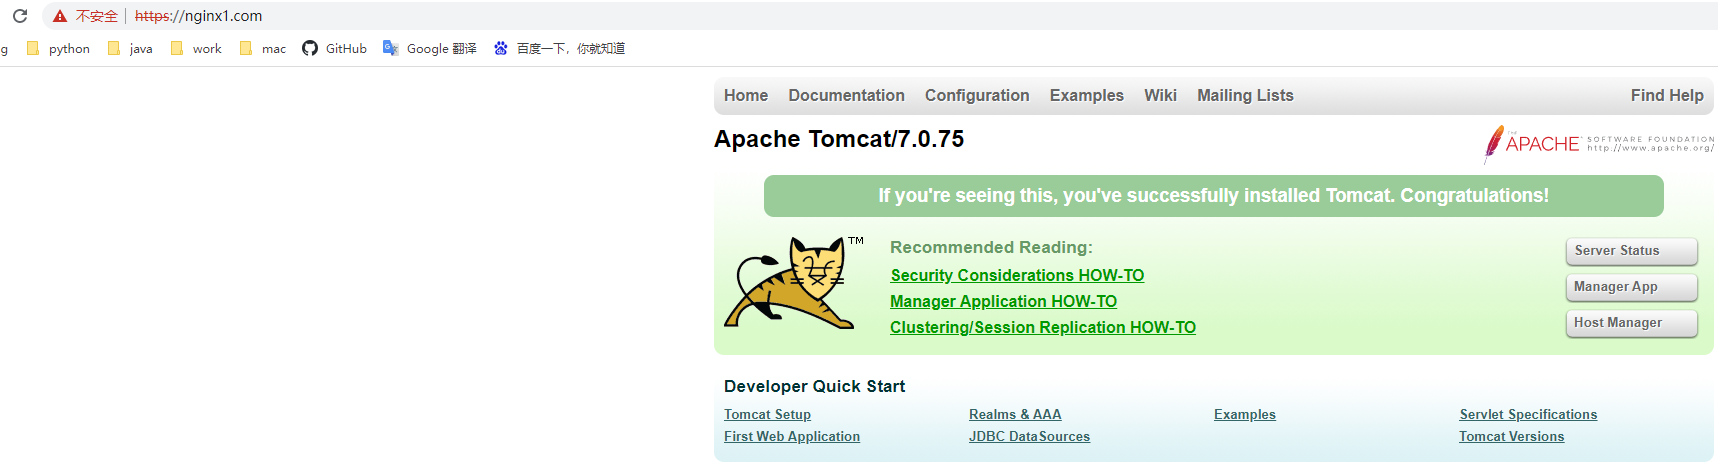 不安全 | https://nginx1.com
g python java work mac GitHub Google 翻译 百度一下，你就知道
Home Documentation Configuration Examples Wiki Mailing Lists Find Help
Apache Tomcat/7.0.75
THE APACHE™ SOFTWARE FOUNDATION
http://www.apache.org/
If you're seeing this, you've successfully installed Tomcat. Congratulations!
TM
Recommended Reading:
Security Considerations HOW-TO
Manager Application HOW-TO
Clustering/Session Replication HOW-TO
Server Status
Manager App
Host Manager
Developer Quick Start
Tomcat Setup Realms & AAA Examples Servlet Specifications
First Web Application JDBC DataSources Tomcat Versions